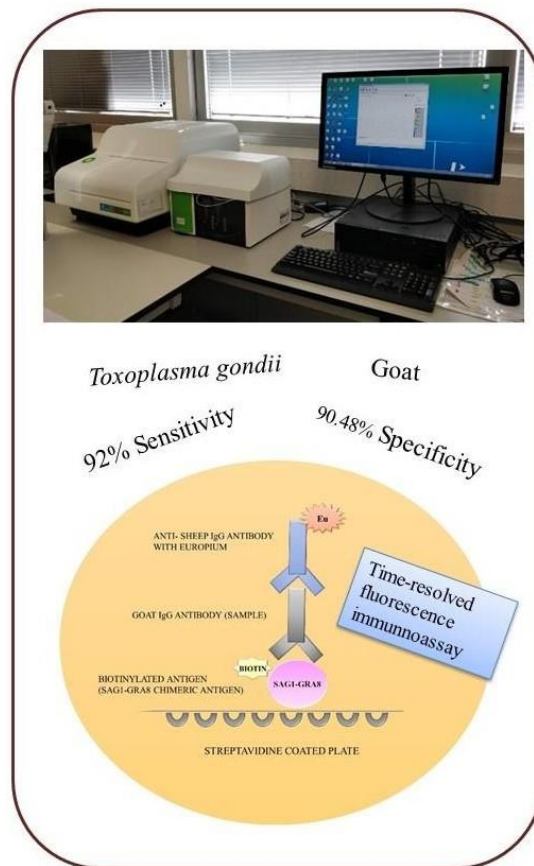 Toxoplasma gondii
Goat
92% Sensitivity
90.48% Specificity
Eu
ANTI- SHEEP IgG ANTIBODY
WITH EUROPIUM
Time-resolved
fluorescence
immunnoassay
GOAT IgG ANTIBODY (SAMPLE)
BIOTIN
BIOTINYLATED ANTIGEN
(SAG1-GRA8 CHIMERIC ANTIGEN)
SAG1-GRA8
STREPTAVIDINE COATED PLATE